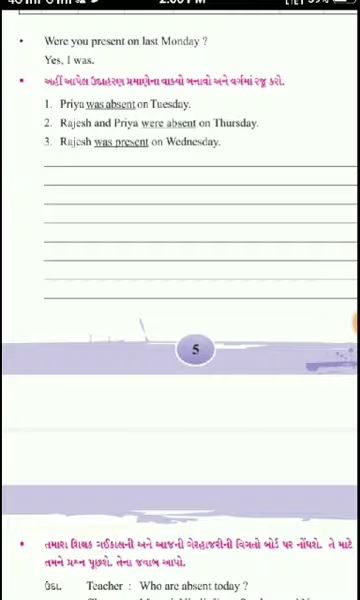 • Were you present on last Monday ?
Yes, I was.
• અહીં આપેલ ઉદાહરણ પ્રમાણેના વાક્યો બનાવો અને વર્ગમાં રજૂ કરો.
1. Priya was absent on Tuesday.
2. Rajesh and Priya were absent on Thursday.
3. Rajesh was present on Wednesday.
5
• તમારા શિક્ષક ગઈકાલની અને આજની ગેરહાજરીની વિગતો બોર્ડ પર નોંધશે. તે માટે
તમને પ્રશ્ન પૂછશે. તેના જવાબ આપો.
ઉદા. Teacher : Who are absent today ?